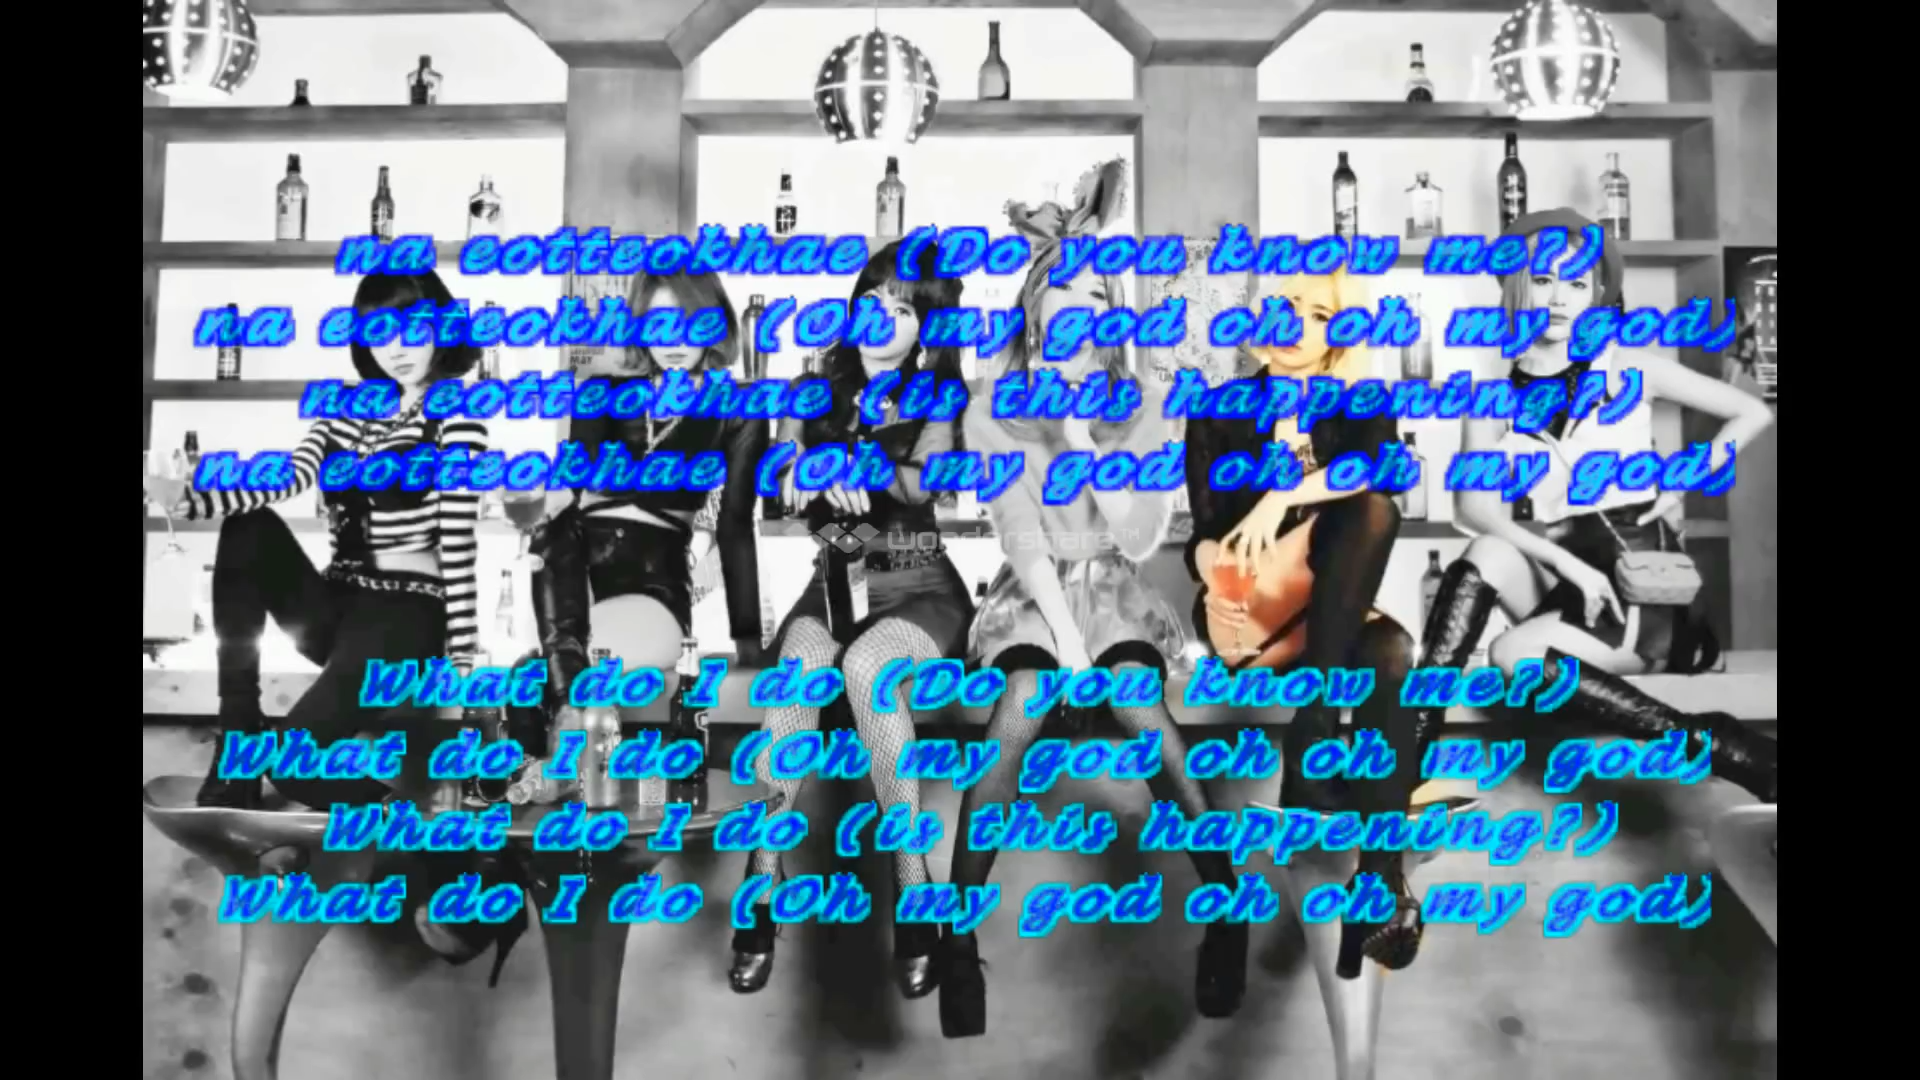 na eotteokhae (Do you know me?)
na eotteokhae (Oh my god oh oh my god)
na eotteokhae (is this happening?)
na eotteokhae (Oh my god oh oh my god)
wondershare™
What do I do (Do you know me?)
What do I do (Oh my god oh oh my god)
What do I do (is this happening?)
What do I do (Oh my god oh oh my god)